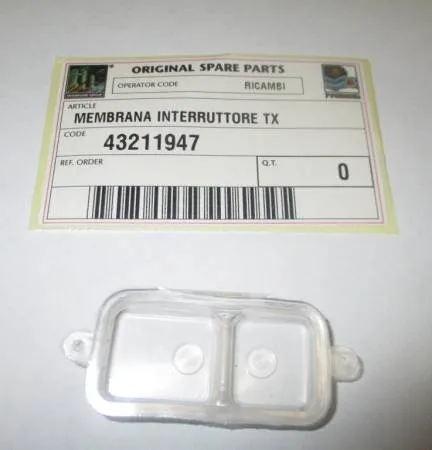 ORIGINAL SPARE PARTS
OPERATOR CODE RICAMBI
ARTICLE
MEMBRANA INTERRUTTORE TX
CODE
43211947
REF. ORDER
Q.T. 0